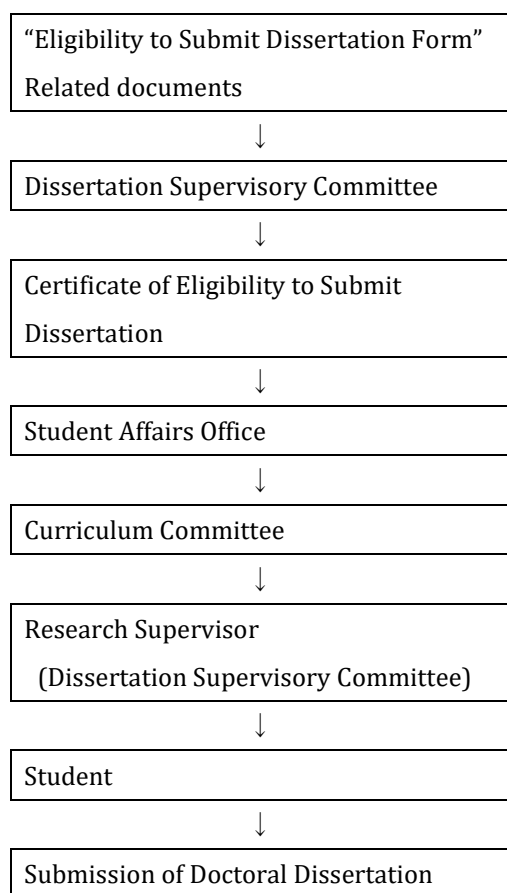 “Eligibility to Submit Dissertation Form”
Related documents
↓
Dissertation Supervisory Committee
↓
Certificate of Eligibility to Submit
Dissertation
↓
Student Affairs Office
↓
Curriculum Committee
↓
Research Supervisor
(Dissertation Supervisory Committee)
↓
Student
↓
Submission of Doctoral Dissertation